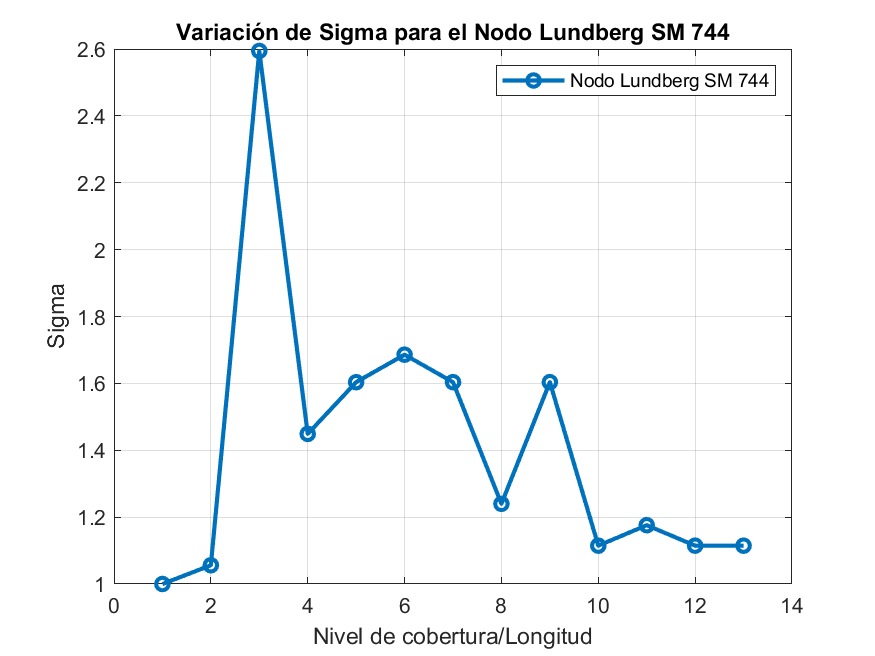 Variación de Sigma para el Nodo Lundberg SM 744
Nodo Lundberg SM 744
2.6
2.4
2.2
2
1.8
1.6
1.4
1.2
1
Sigma
0 2 4 6 8 10 12 14
Nivel de cobertura/Longitud